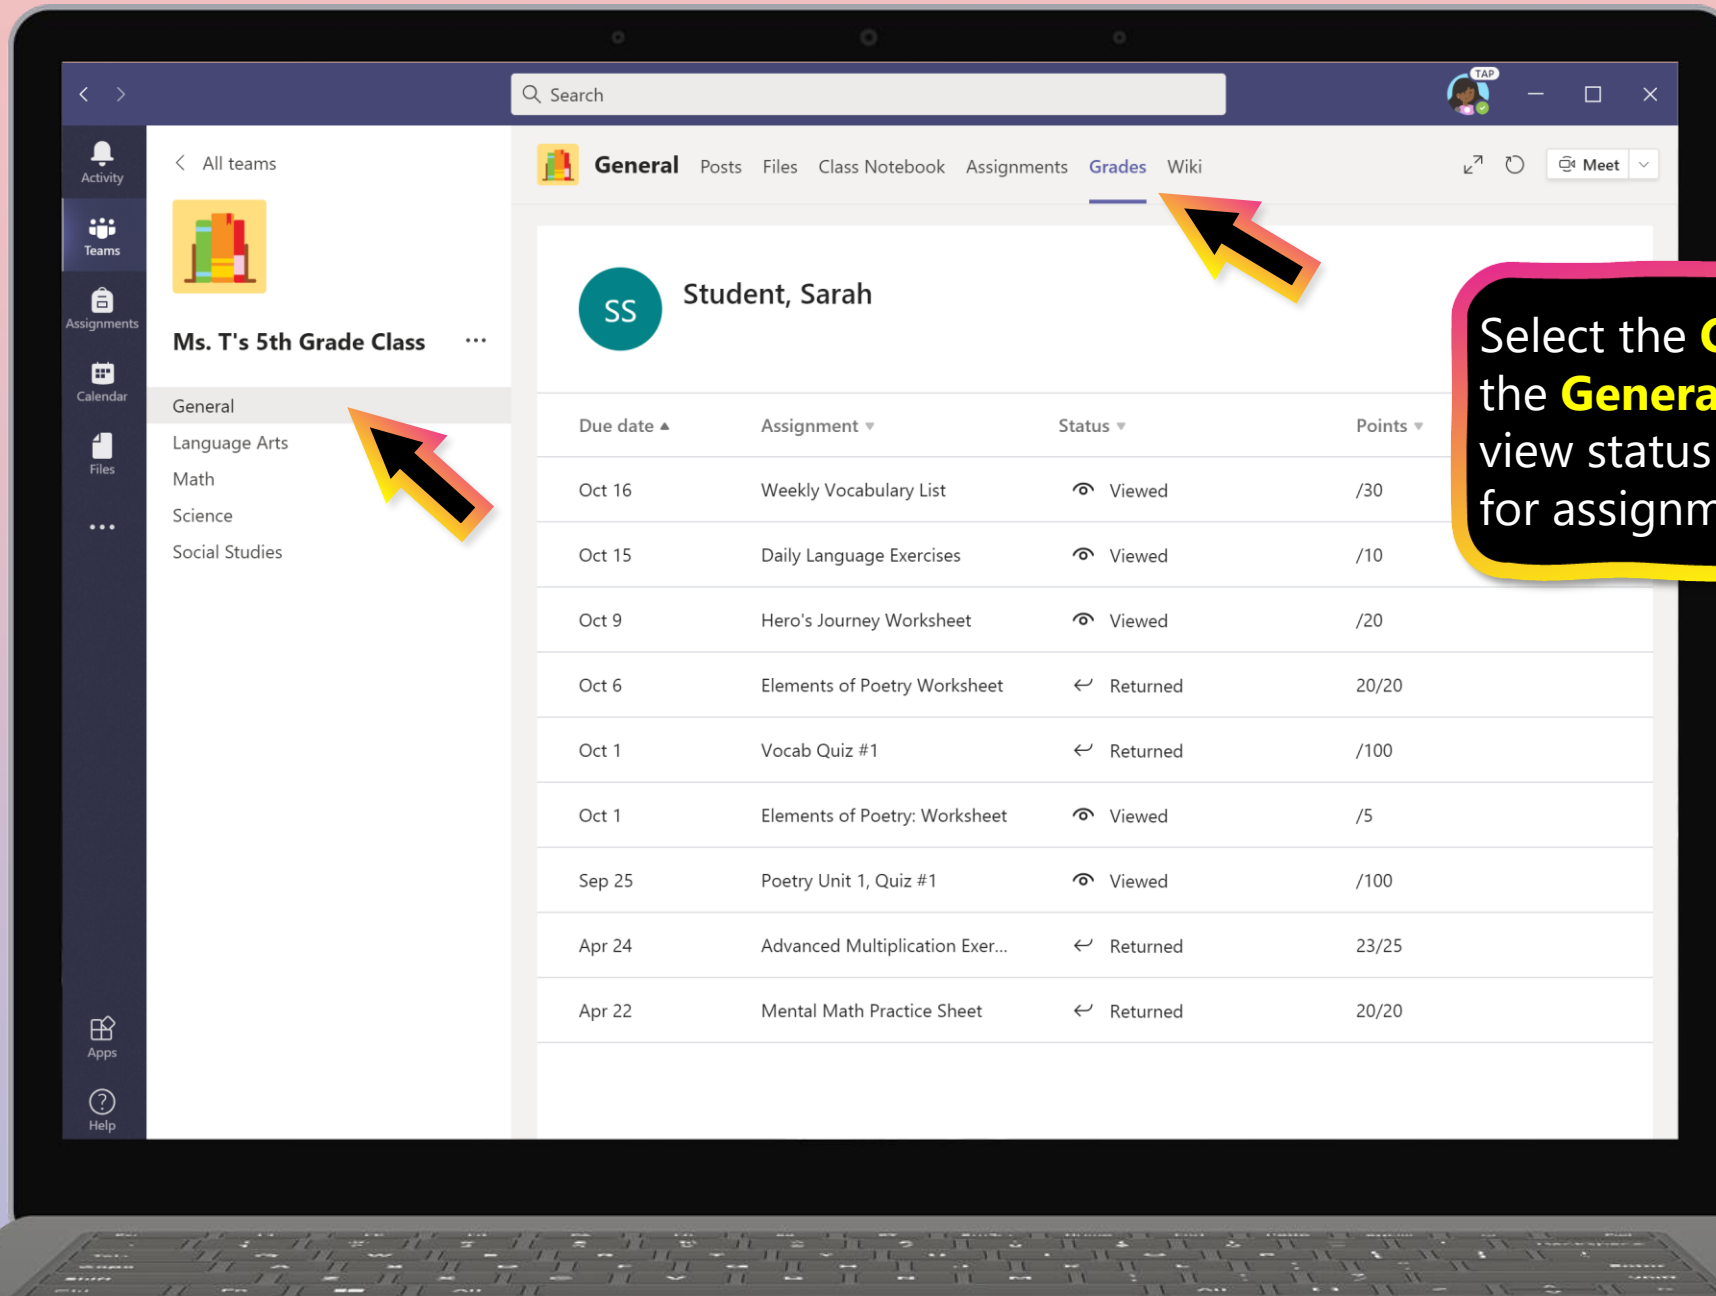 TAP
Search
Activity
Teams
Assignments
Calendar
Files
Apps
Help
All teams
Ms. T's 5th Grade Class
General
Language Arts
Math
Science
Social Studies
General Posts Files Class Notebook Assignments Grades Wiki
Meet
SS
Student, Sarah
Due date Assignment Status Points
Oct 16 Weekly Vocabulary List Viewed /30
Oct 15 Daily Language Exercises Viewed /10
Oct 9 Hero's Journey Worksheet Viewed /20
Oct 6 Elements of Poetry Worksheet Returned 20/20
Oct 1 Vocab Quiz #1 Returned /100
Oct 1 Elements of Poetry: Worksheet Viewed /5
Sep 25 Poetry Unit 1, Quiz #1 Viewed /100
Apr 24 Advanced Multiplication Exer... Returned 23/25
Apr 22 Mental Math Practice Sheet Returned 20/20
Select the
the
view status
for